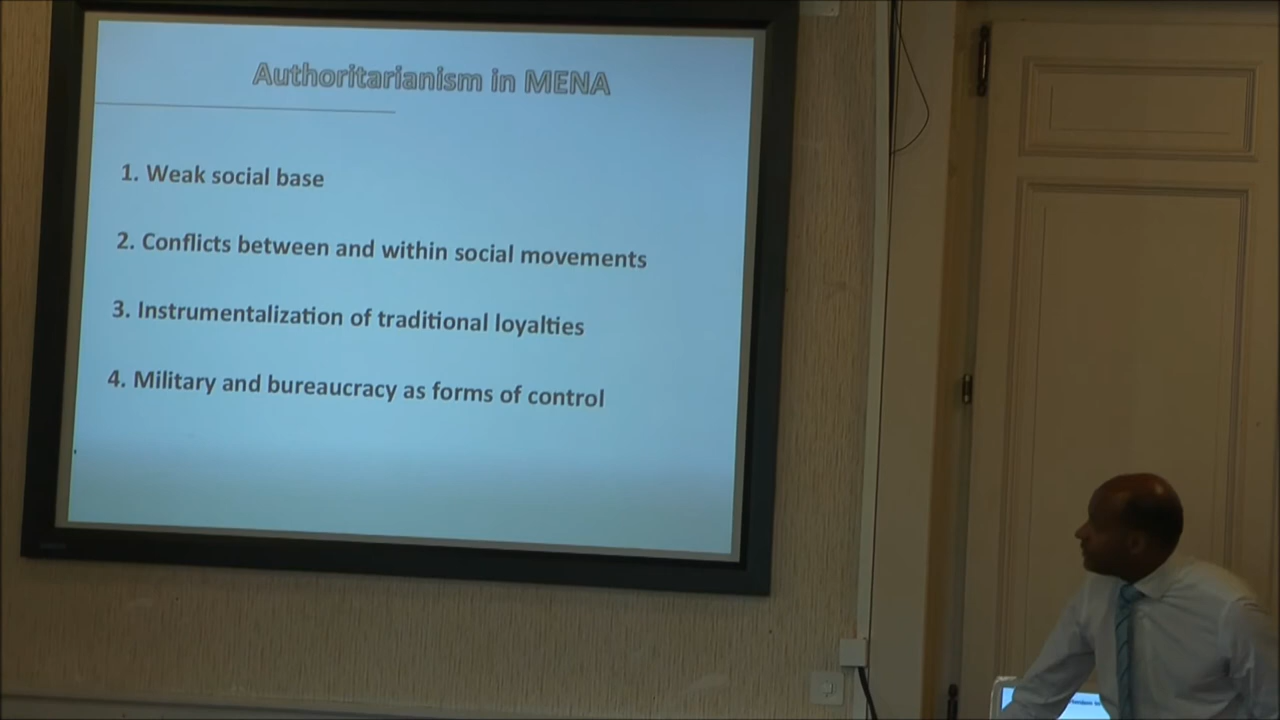 Authoritarianism in MENA
1. Weak social base
2. Conflicts between and within social movements
3. Instrumentalization of traditional loyalties
4. Military and bureaucracy as forms of control